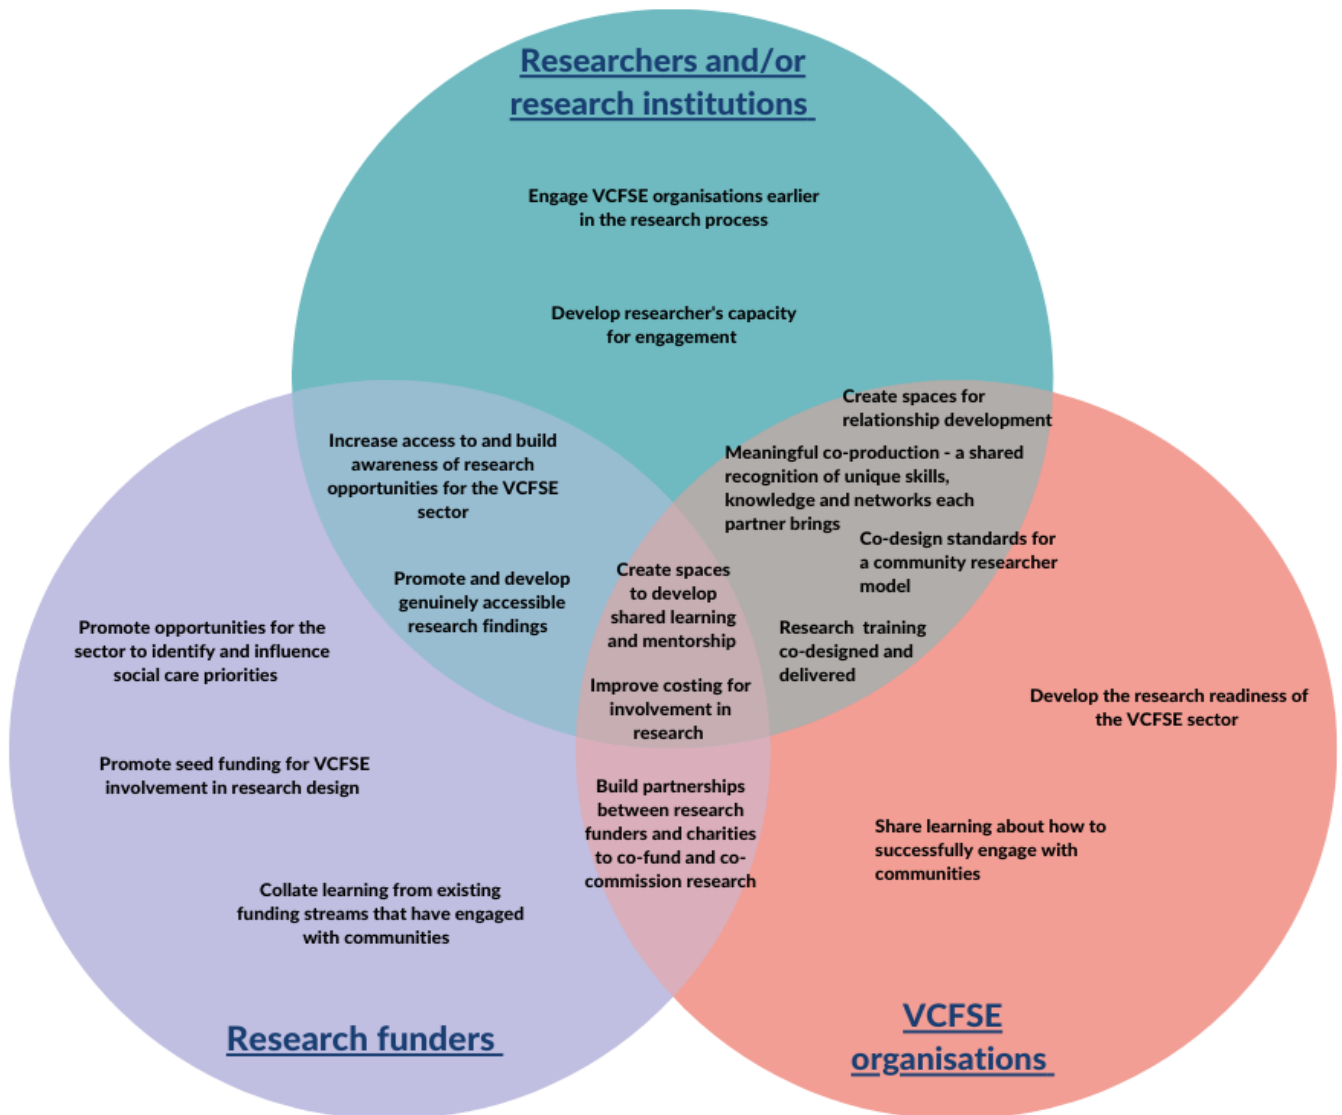 Researchers and/or
research institutions
Engage VCFSE organisations earlier
in the research process
Develop researcher's capacity
for engagement
Create spaces for
relationship development
Increase access to and build
awareness of research
opportunities for the VCFSE
sector
Meaningful co-production - a shared
recognition of unique skills,
knowledge and networks each
partner brings
Co-design standards for
a community researcher
model
Promote and develop
genuinely accessible
research findings
Create spaces
to develop
shared learning
and mentorship
Research training
co-designed and
delivered
Promote opportunities for the
sector to identify and influence
social care priorities
Improve costing for
involvement in
research
Develop the research readiness of
the VCFSE sector
Promote seed funding for VCFSE
involvement in research design
Build partnerships
between research
funders and charities
to co-fund and co-
commission research
Share learning about how to
successfully engage with
communities
Collate learning from existing
funding streams that have engaged
with communities
Research funders
VCFSE
organisations